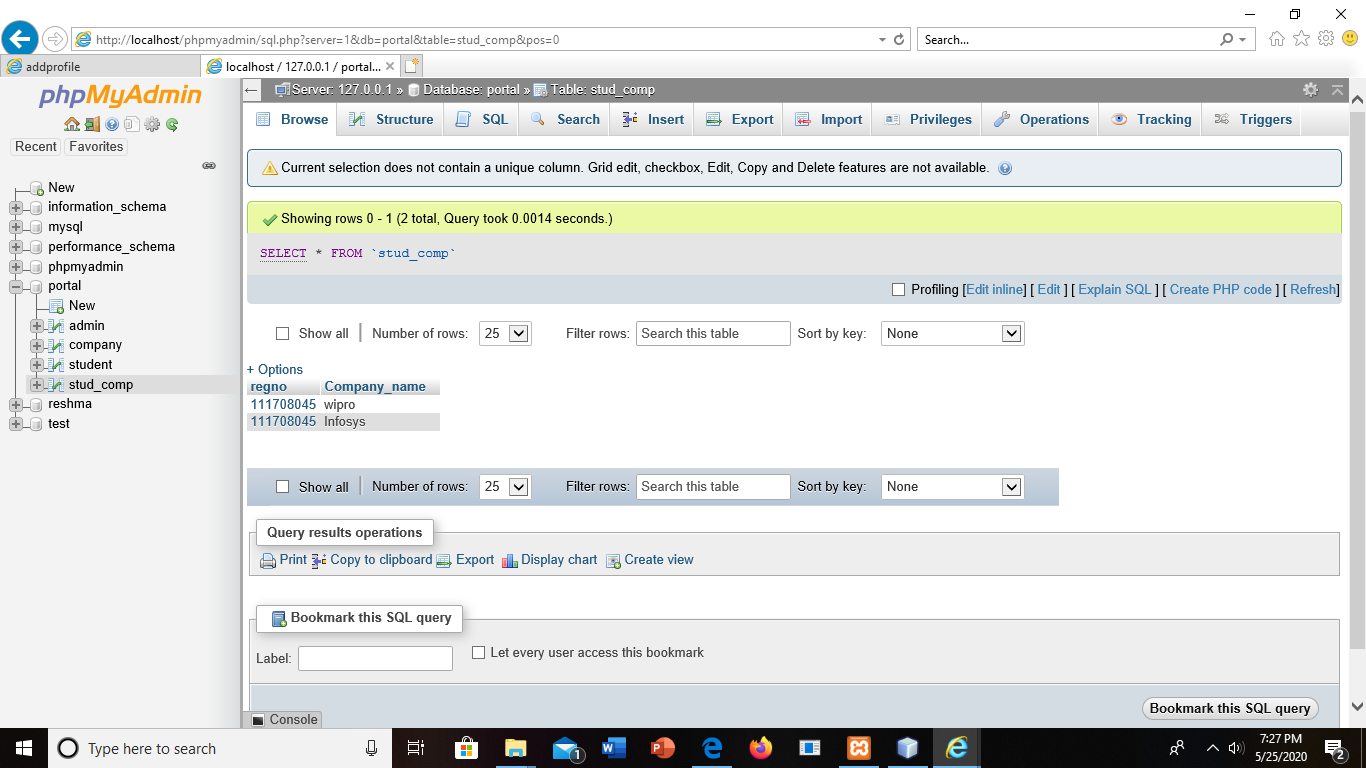 http://localhost/phpmyadmin/sql.php?server=1&db=portal&table=stud_comp&pos=0
Search...
addprofile
localhost / 127.0.0.1 / portal...
phpMyAdmin
Recent Favorites
New
information_schema
mysql
performance_schema
phpmyadmin
portal
New
admin
company
student
stud_comp
reshma
test
Server: 127.0.0.1 » Database: portal » Table: stud_comp
Browse Structure SQL Search Insert Export Import Privileges Operations Tracking Triggers
Current selection does not contain a unique column. Grid edit, checkbox, Edit, Copy and Delete features are not available.
Showing rows 0 - 1 (2 total, Query took 0.0014 seconds.)
SELECT * FROM `stud_comp`
Profiling [Edit inline] [ Edit ] [ Explain SQL ] [ Create PHP code ] [ Refresh]
Show all Number of rows: 25 Filter rows: Search this table Sort by key: None
+ Options
regno Company_name
111708045 wipro
111708045 Infosys
Show all Number of rows: 25 Filter rows: Search this table Sort by key: None
Query results operations
Print Copy to clipboard Export Display chart Create view
Bookmark this SQL query
Label: Let every user access this bookmark
Bookmark this SQL query
Console
Type here to search
1
7:27 PM
5/25/2020
2